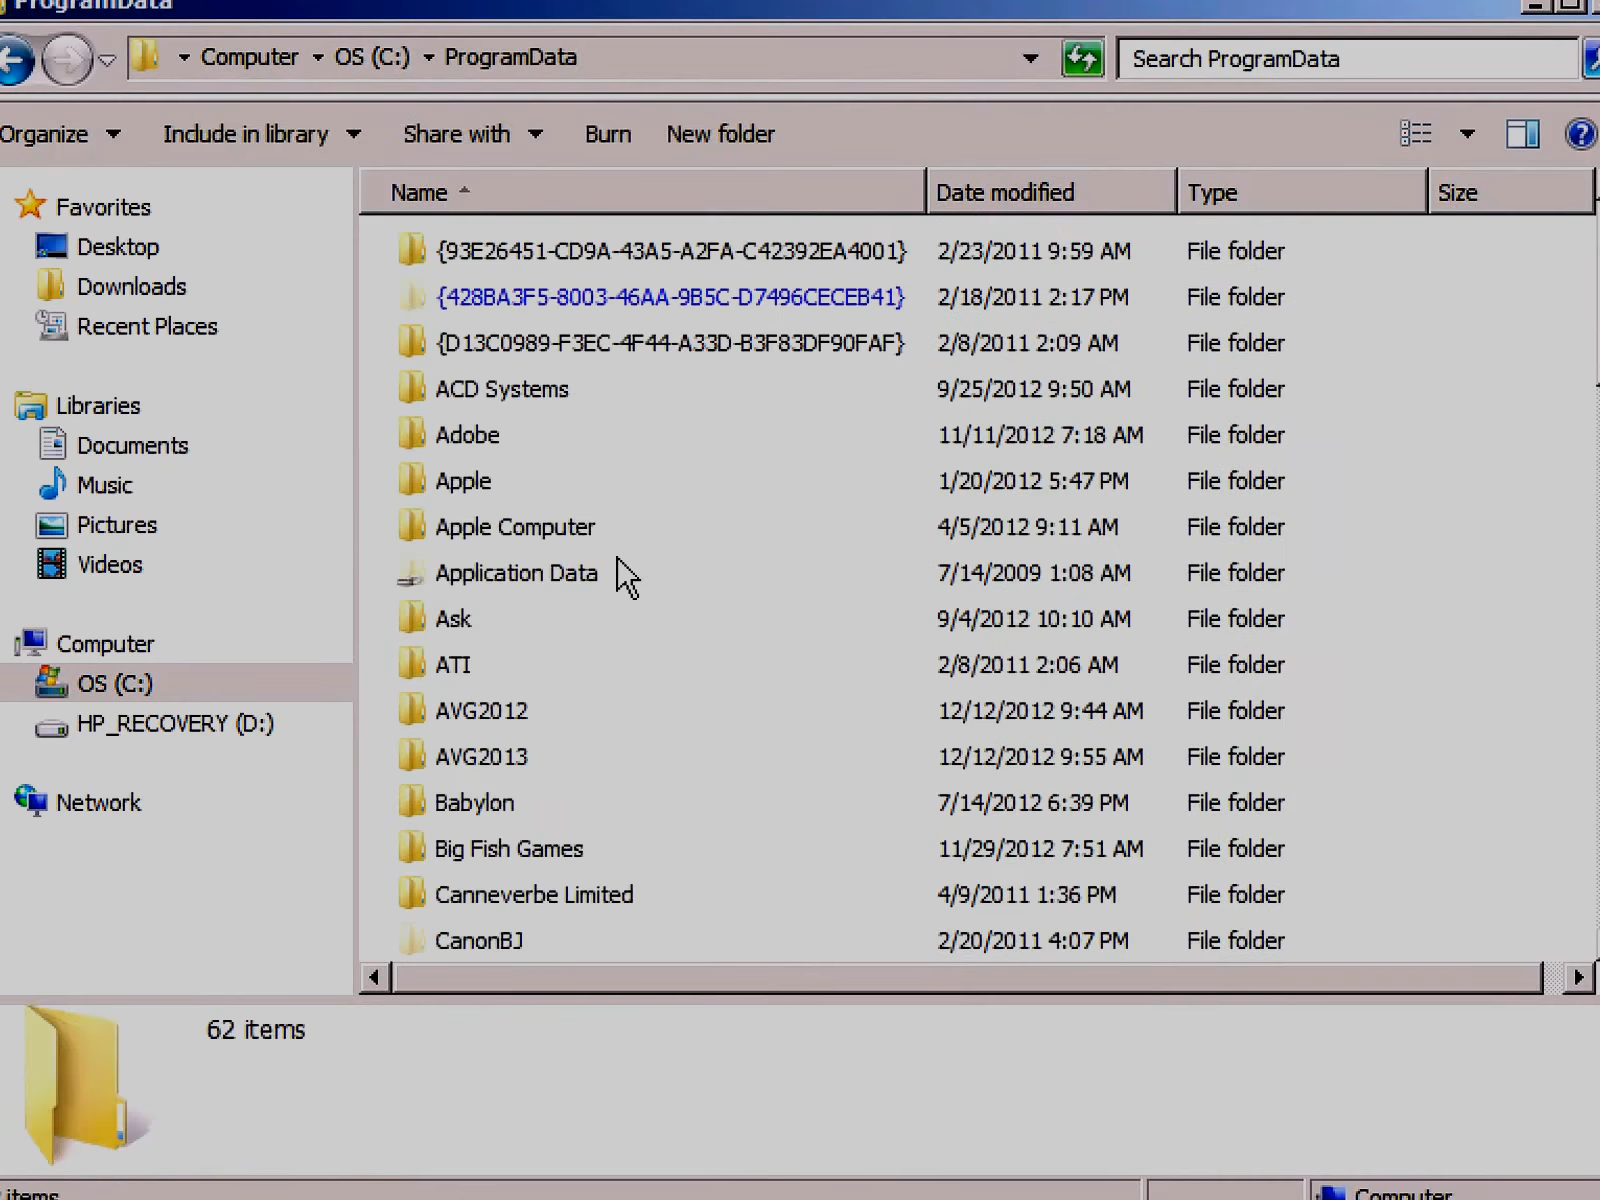 ProgramData
Computer OS (C:) ProgramData
Search ProgramData
Organize Include in library Share with Burn New folder
Name Date modified Type Size
Favorites
Desktop
Downloads
Recent Places
Libraries
Documents
Music
Pictures
Videos
Computer
OS (C:)
HP_RECOVERY (D:)
Network
{93E26451-CD9A-43A5-A2FA-C42392EA4001} 2/23/2011 9:59 AM File folder
{428BA3F5-8003-46AA-9B5C-D7496CECEB41} 2/18/2011 2:17 PM File folder
{D13C0989-F3EC-4F44-A33D-B3F83DF90FAF} 2/8/2011 2:09 AM File folder
ACD Systems 9/25/2012 9:50 AM File folder
Adobe 11/11/2012 7:18 AM File folder
Apple 1/20/2012 5:47 PM File folder
Apple Computer 4/5/2012 9:11 AM File folder
Application Data 7/14/2009 1:08 AM File folder
Ask 9/4/2012 10:10 AM File folder
ATI 2/8/2011 2:06 AM File folder
AVG2012 12/12/2012 9:44 AM File folder
AVG2013 12/12/2012 9:55 AM File folder
Babylon 7/14/2012 6:39 PM File folder
Big Fish Games 11/29/2012 7:51 AM File folder
Canneverbe Limited 4/9/2011 1:36 PM File folder
CanonBJ 2/20/2011 4:07 PM File folder
62 items
items
Computer